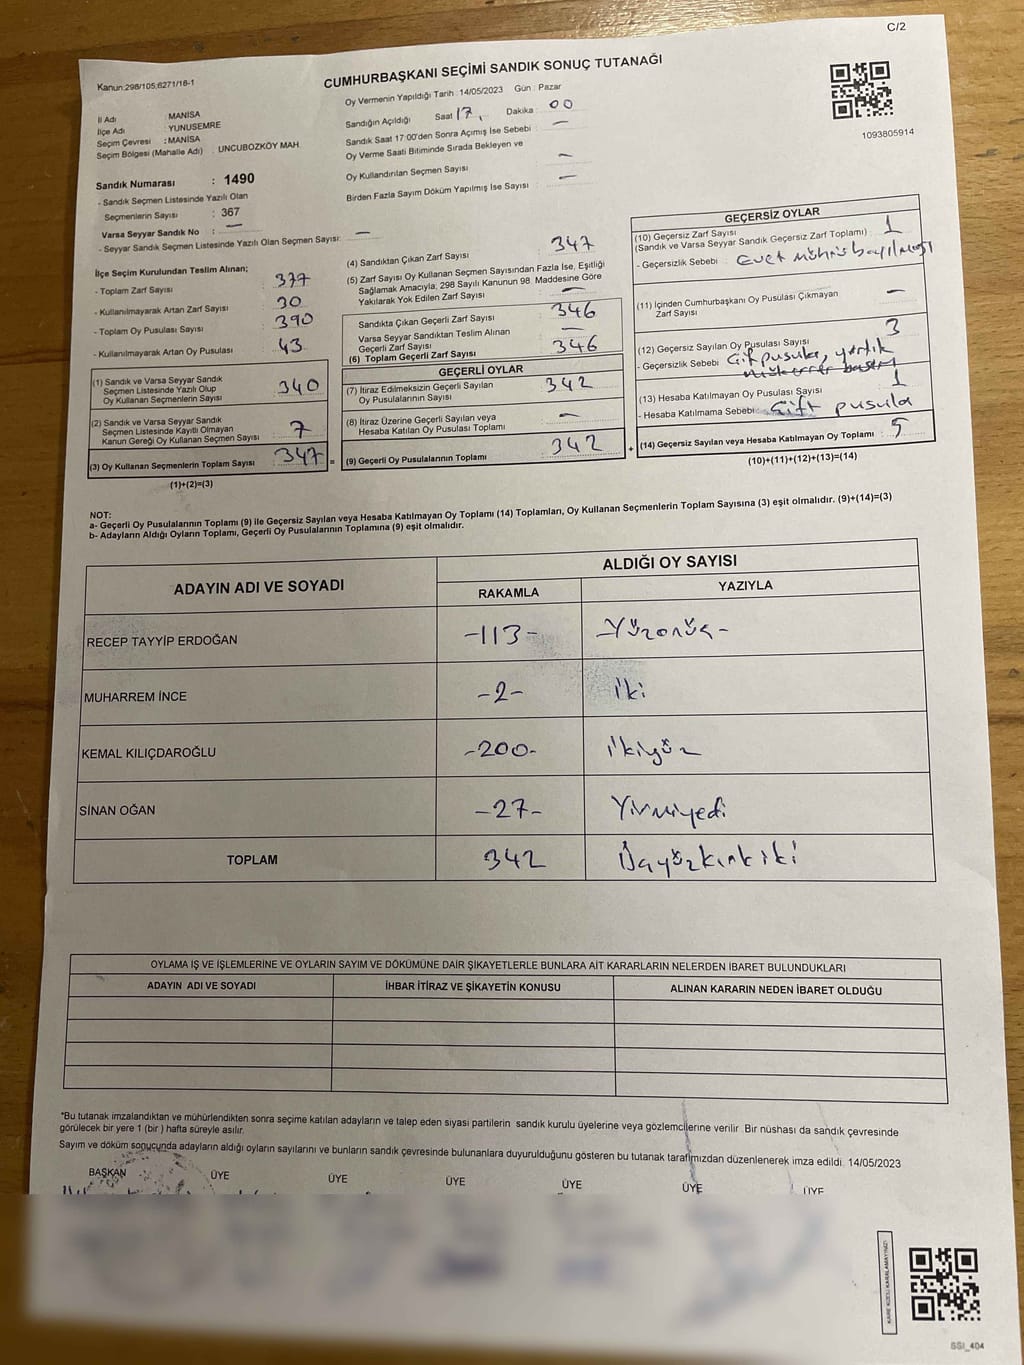 C/2
Kanun:298/105;6271/18-1
CUMHURBAŞKANI SEÇİMİ SANDIK SONUÇ TUTANAĞI
1093805914
İl Adı : MANİSA
İlçe Adı : YUNUSEMRE
Seçim Çevresi : MANİSA
Seçim Bölgesi (Mahalle Adı) : UNCUBOZKÖY MAH.
Sandık Numarası : 1490
- Sandık Seçmen Listesinde Yazılı Olan
Seçmenlerin Sayısı : 367
Varsa Seyyar Sandık No : —
- Seyyar Sandık Seçmen Listesinde Yazılı Olan Seçmen Sayısı: —
Oy Vermenin Yapıldığı Tarih : 14/05/2023 Gün : Pazar
Sandığın Açıldığı Saat 17 Dakika : 00
Sandık Saat 17:00'den Sonra Açımış İse Sebebi : —
Oy Verme Saati Bitiminde Sırada Bekleyen ve
Oy Kullandırılan Seçmen Sayısı : —
Birden Fazla Sayım Döküm Yapılmış İse Sayısı : —
İlçe Seçim Kurulundan Teslim Alınan;
- Toplam Zarf Sayısı : 377
- Kullanılmayarak Artan Zarf Sayısı : 30
- Toplam Oy Pusulası Sayısı : 390
- Kullanılmayarak Artan Oy Pusulası : 43
(1) Sandık ve Varsa Seyyar Sandık
Seçmen Listesinde Yazılı Olup
Oy Kullanan Seçmenlerin Sayısı : 340
(2) Sandık ve Varsa Seyyar Sandık
Seçmen Listesinde Kayıtlı Olmayan
Kanun Gereği Oy Kullanan Seçmen Sayısı : 7
(3) Oy Kullanan Seçmenlerin Toplam Sayısı : 347 =
(1)+(2)=(3)
(4) Sandıktan Çıkan Zarf Sayısı : 347
(5) Zarf Sayısı Oy Kullanan Seçmen Sayısından Fazla İse, Eşitliği
Sağlamak Amacıyla, 298 Sayılı Kanunun 98. Maddesine Göre
Yakılarak Yok Edilen Zarf Sayısı : —
Sandıkta Çıkan Geçerli Zarf Sayısı : 346
Varsa Seyyar Sandıktan Teslim Alınan
Geçerli Zarf Sayısı : —
(6) Toplam Geçerli Zarf Sayısı : 346
GEÇERLİ OYLAR
(7) İtiraz Edilmeksizin Geçerli Sayılan
Oy Pusulasının Sayısı : 342
(8) İtiraz Üzerine Geçerli Sayılan veya
Hesaba Katılan Oy Pusulası Toplamı : —
(9) Geçerli Oy Pusulalarının Toplamı : 342 +
GEÇERSİZ OYLAR
(10) Geçersiz Zarf Sayısı
(Sandık ve Varsa Seyyar Sandık Geçersiz Zarf Toplamı) : 1
- Geçersizlik Sebebi : Evet Mührü basılmış
(11) İçinden Cumhurbaşkanı Oy Pusulası Çıkmayan
Zarf Sayısı : —
(12) Geçersiz Sayılan Oy Pusulası Sayısı : 3
- Geçersizlik Sebebi : Çift pusula, yırtık
(13) Hesaba Katılmayan Oy Pusulası Sayısı : 1
- Hesaba Katılmama Sebebi : Çift pusula
(14) Geçersiz Sayılan veya Hesaba Katılmayan Oy Toplamı : 5
(10)+(11)+(12)+(13)=(14)
NOT:
a- Geçerli Oy Pusulalarının Toplamı (9) ile Geçersiz Sayılan veya Hesaba Katılmayan Oy Toplamı (14) Toplamları, Oy Kullanan Seçmenlerin Toplam Sayısına (3) eşit olmalıdır. (9)+(14)=(3)
b- Adayların Aldığı Oyların Toplamı, Geçerli Oy Pusulalarının Toplamına (9) eşit olmalıdır.
ADAYIN ADI VE SOYADI
ALDIĞI OY SAYISI
RAKAMLA YAZIYLA
RECEP TAYYİP ERDOĞAN -113- -Yüzonüç-
MUHARREM İNCE -2- İki
KEMAL KILIÇDAROĞLU -200- İkiyüz
SİNAN OĞAN -27- Yirmiyedi
TOPLAM 342 Üçyüzkırkiki
OYLAMA İŞ VE İŞLEMLERİNE VE OYLARIN SAYIM VE DÖKÜMÜNE DAİR ŞİKAYETLERLE BUNLARA AİT KARARLARIN NELERDEN İBARET BULUNDUKLARI
ADAYIN ADI VE SOYADI İHBAR İTİRAZ VE ŞİKAYETİN KONUSU ALINAN KARARIN NEDEN İBARET OLDUĞU
*Bu tutanak imzalandıktan ve mühürlendikten sonra seçime katılan adayların ve talep eden siyasi partilerin sandık kurulu üyelerine veya gözlemcilerine verilir. Bir nüshası da sandık çevresinde
görülecek bir yere 1 (bir ) hafta süreyle asılır.
Sayım ve döküm sonucunda adayların aldığı oyların sayılarını ve bunların sandık çevresinde bulunanlara duyurulduğunu gösteren bu tutanak tarafımızdan düzenlenerek imza edildi. 14/05/2023
BAŞKAN ÜYE ÜYE ÜYE ÜYE ÜYE ÜYE
KARE KODU KARALAMAYINIZ!
SSI_404